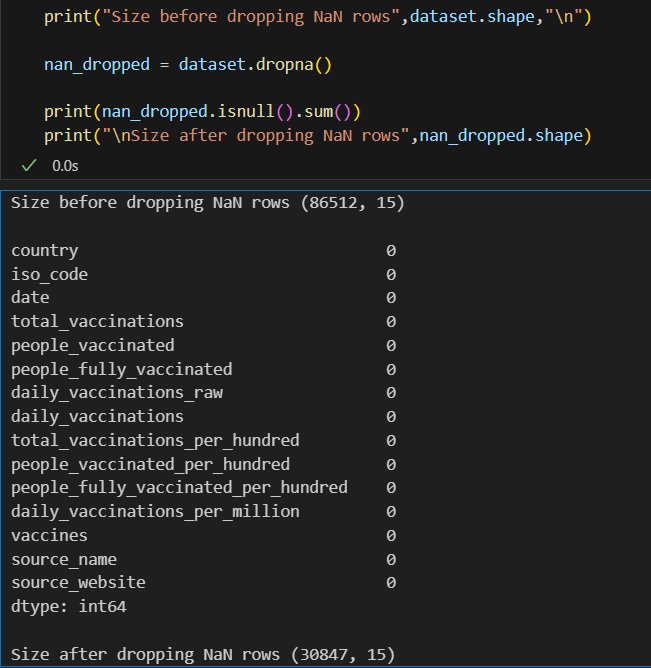 print("Size before dropping NaN rows",dataset.shape,"\n")
nan_dropped = dataset.dropna()
print(nan_dropped.isnull().sum())
print("\nSize after dropping NaN rows",nan_dropped.shape)
0.0s
Size before dropping NaN rows (86512, 15)
country 0
iso_code 0
date 0
total_vaccinations 0
people_vaccinated 0
people_fully_vaccinated 0
daily_vaccinations_raw 0
daily_vaccinations 0
total_vaccinations_per_hundred 0
people_vaccinated_per_hundred 0
people_fully_vaccinated_per_hundred 0
daily_vaccinations_per_million 0
vaccines 0
source_name 0
source_website 0
dtype: int64
Size after dropping NaN rows (30847, 15)